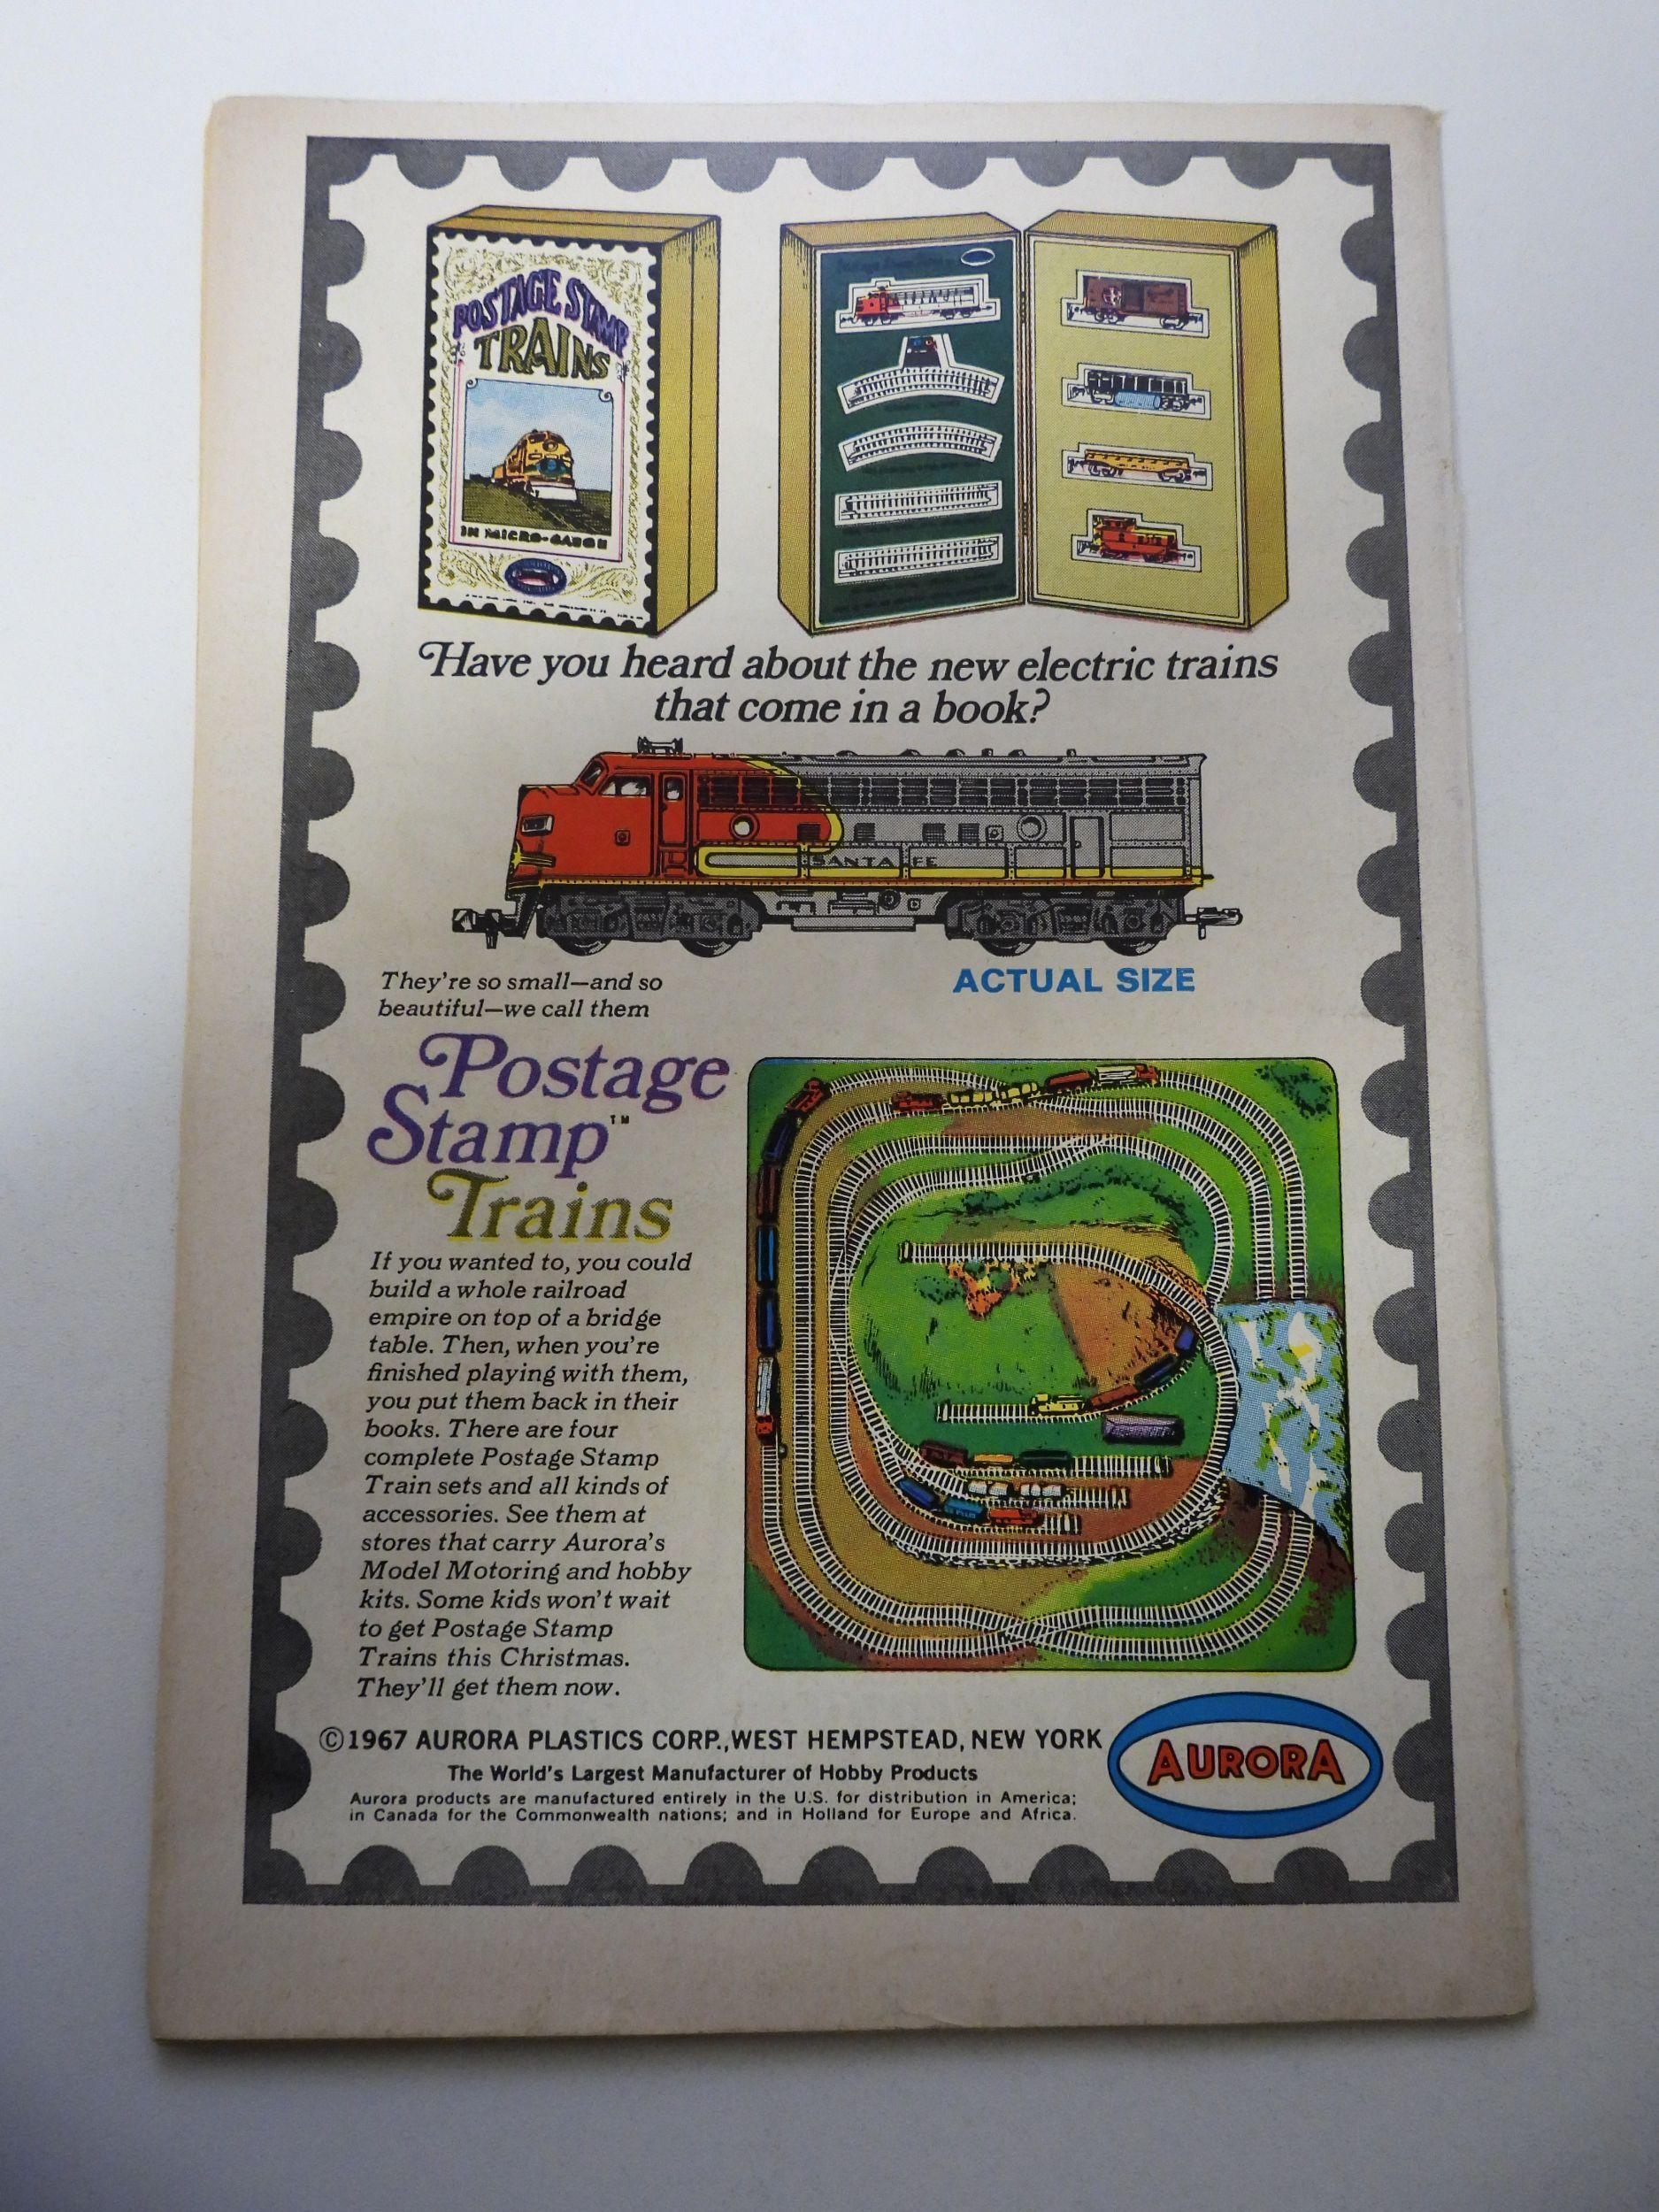 POSTAGE STAMP
TRAINS
IN MICRO-GAUGE
Have you heard about the new electric trains
that come in a book?
SANTA FE
They're so small—and so
beautiful—we call them
ACTUAL SIZE
Postage
Stamp™
Trains
If you wanted to, you could
build a whole railroad
empire on top of a bridge
table. Then, when you're
finished playing with them,
you put them back in their
books. There are four
complete Postage Stamp
Train sets and all kinds of
accessories. See them at
stores that carry Aurora's
Model Motoring and hobby
kits. Some kids won't wait
to get Postage Stamp
Trains this Christmas.
They'll get them now.
©1967 AURORA PLASTICS CORP., WEST HEMPSTEAD, NEW YORK
The World's Largest Manufacturer of Hobby Products
Aurora products are manufactured entirely in the U.S. for distribution in America;
in Canada for the Commonwealth nations; and in Holland for Europe and Africa.
AURORA